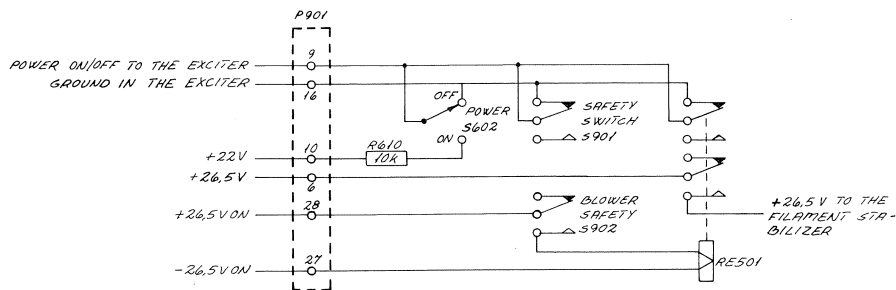 P901
9
POWER ON/OFF TO THE EXCITER
GROUND IN THE EXCITER
16
OFF
POWER
S602
ON
SAFETY
SWITCH
S901
R610
10
10k
+22V
+26,5V
6
28
+26,5V ON
BLOWER
SAFETY
S902
+26,5 V TO THE
FILAMENT STA-
BILIZER
27
-26,5V ON
RE501